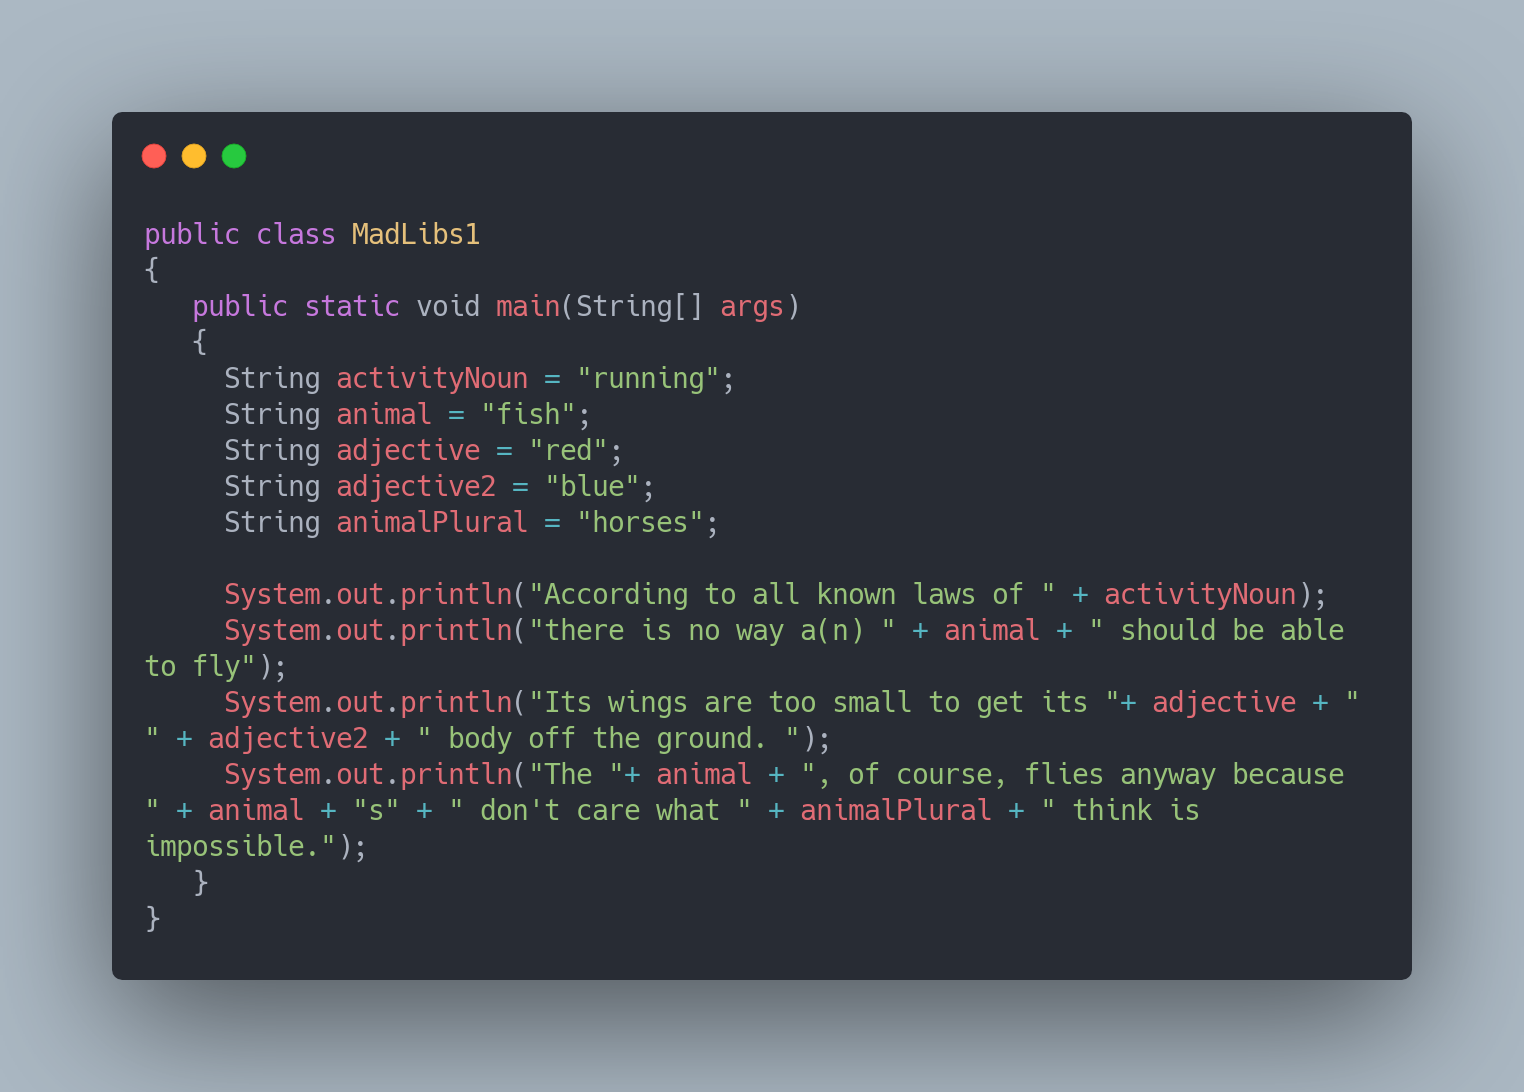 public class MadLibs1
{
   public static void main(String[] args)
   {
     String activityNoun = "running";
     String animal = "fish";
     String adjective = "red";
     String adjective2 = "blue";
     String animalPlural = "horses";

     System.out.println("According to all known laws of " + activityNoun);
     System.out.println("there is no way a(n) " + animal + " should be able
to fly");
     System.out.println("Its wings are too small to get its "+ adjective + "
" + adjective2 + " body off the ground. ");
     System.out.println("The "+ animal + ", of course, flies anyway because
" + animal + "s" + " don't care what " + animalPlural + " think is
impossible.");
   }
}